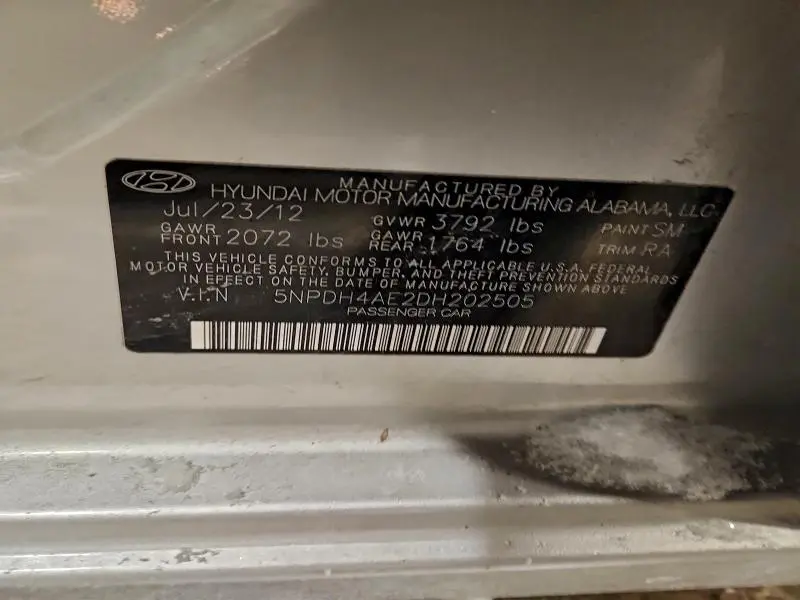 MANUFACTURED BY
HYUNDAI MOTOR MANUFACTURING ALABAMA, LLC
Jul/23/12 GVWR 3792 lbs PAINT SM
GAWR FRONT 2072 lbs GAWR REAR 1764 lbs TRIM RA
THIS VEHICLE CONFORMS TO ALL APPLICABLE U.S.A. FEDERAL
MOTOR VEHICLE SAFETY, BUMPER, AND THEFT PREVENTION STANDARDS
IN EFFECT ON THE DATE OF MANUFACTURE SHOWN ABOVE
V.I.N 5NPDH4AE2DH202505
PASSENGER CAR